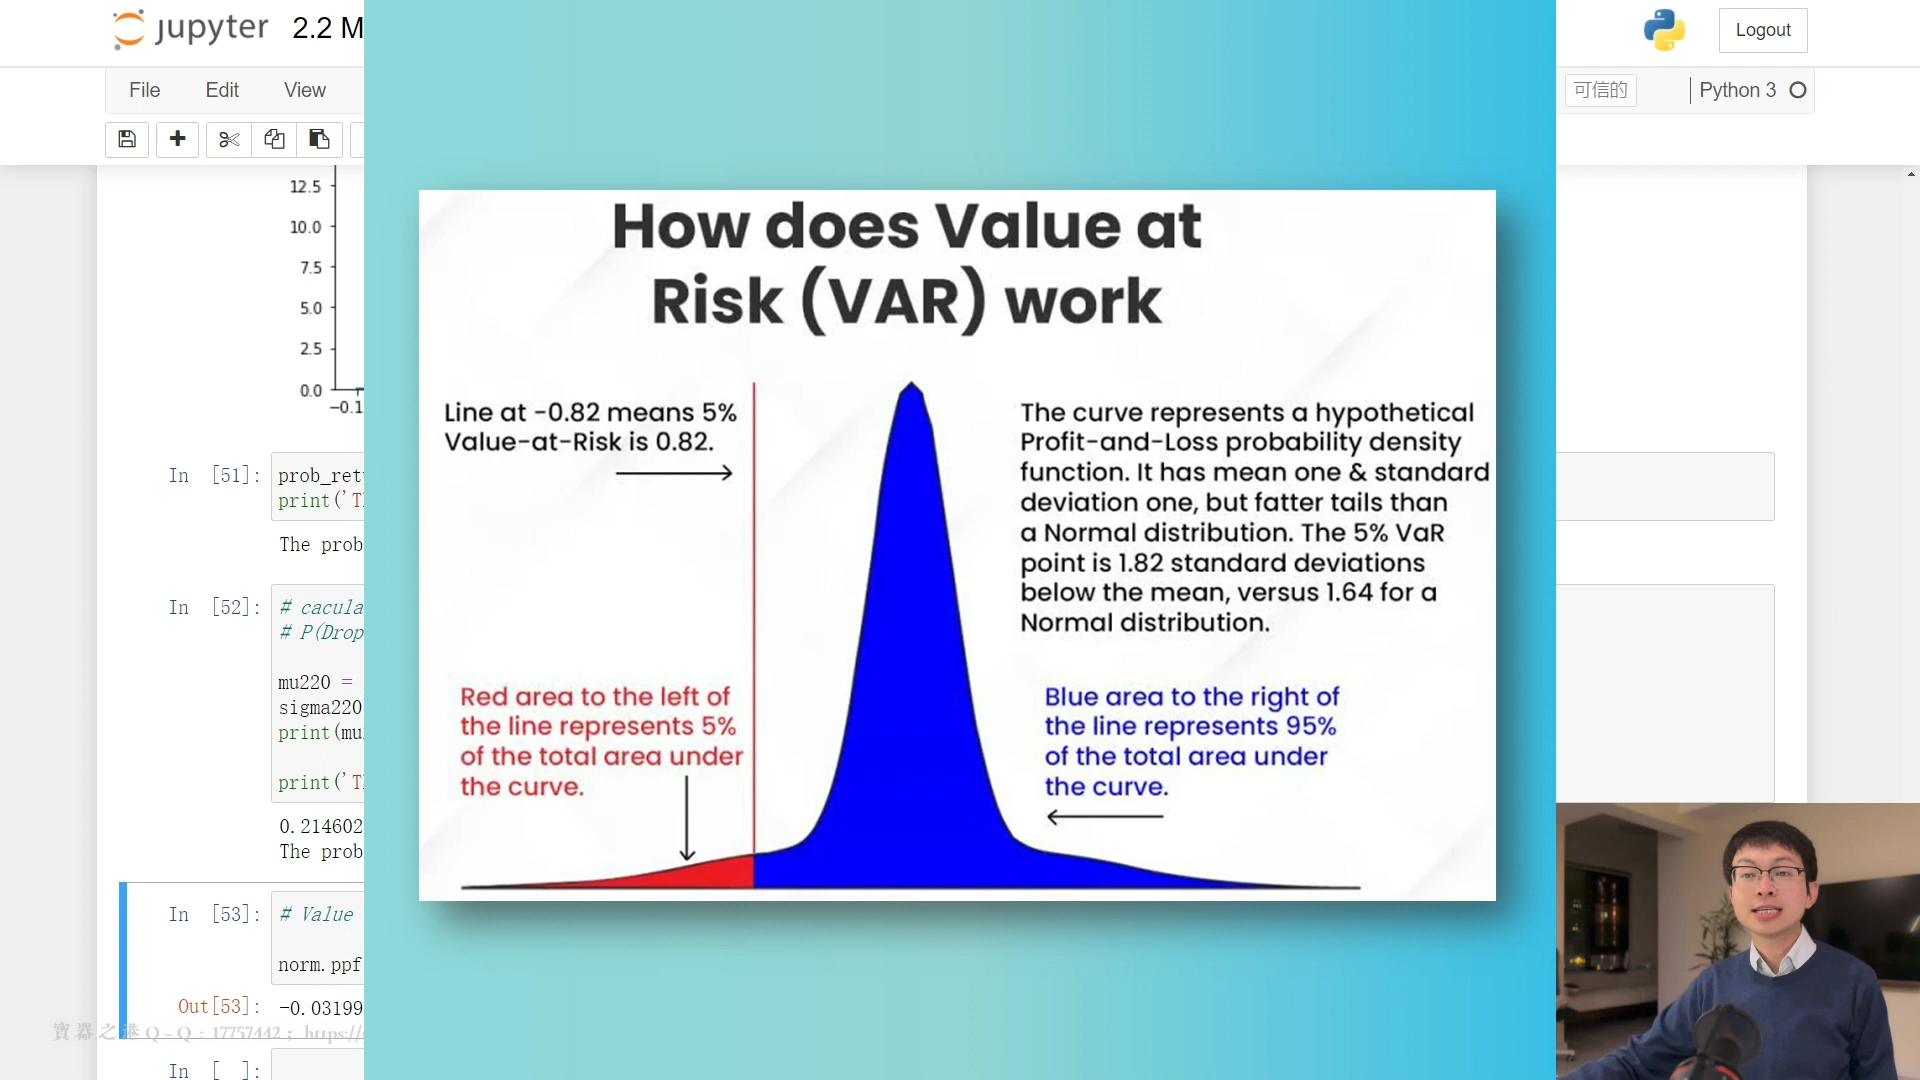 jupyter 2.2 M
Logout
File Edit View
可信的 Python 3
12.5
10.0
7.5
5.0
2.5
0.0
−0.1
In [51]: prob_ret
print('T
The prob
In [52]: # cacula
# P(Drop
mu220 =
sigma220
print(mu
print('T
0.214602
The prob
In [53]: # Value
norm.ppf
Out[53]: -0.03199
In [ ]:
How does Value at
Risk (VAR) work
Line at -0.82 means 5%
Value-at-Risk is 0.82.
The curve represents a hypothetical
Profit-and-Loss probability density
function. It has mean one & standard
deviation one, but fatter tails than
a Normal distribution. The 5% VaR
point is 1.82 standard deviations
below the mean, versus 1.64 for a
Normal distribution.
Red area to the left of
the line represents 5%
of the total area under
the curve.
Blue area to the right of
the line represents 95%
of the total area under
the curve.
寶器之港 Q-Q : 17757442 ; https://